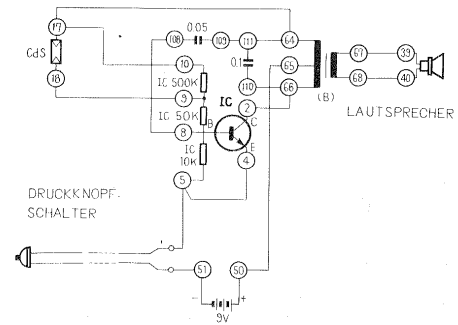 17
CdS
18
108
0.05
109
111
64
0.1
110
65
66
67
39
68
40
(B)
LAUTSPRECHER
10
IC 500K
9
IC
IC 50K
2
B
C
8
IC
10K
E
4
5
DRUCKKNOPF-
SCHALTER
51
50
-
+
9V